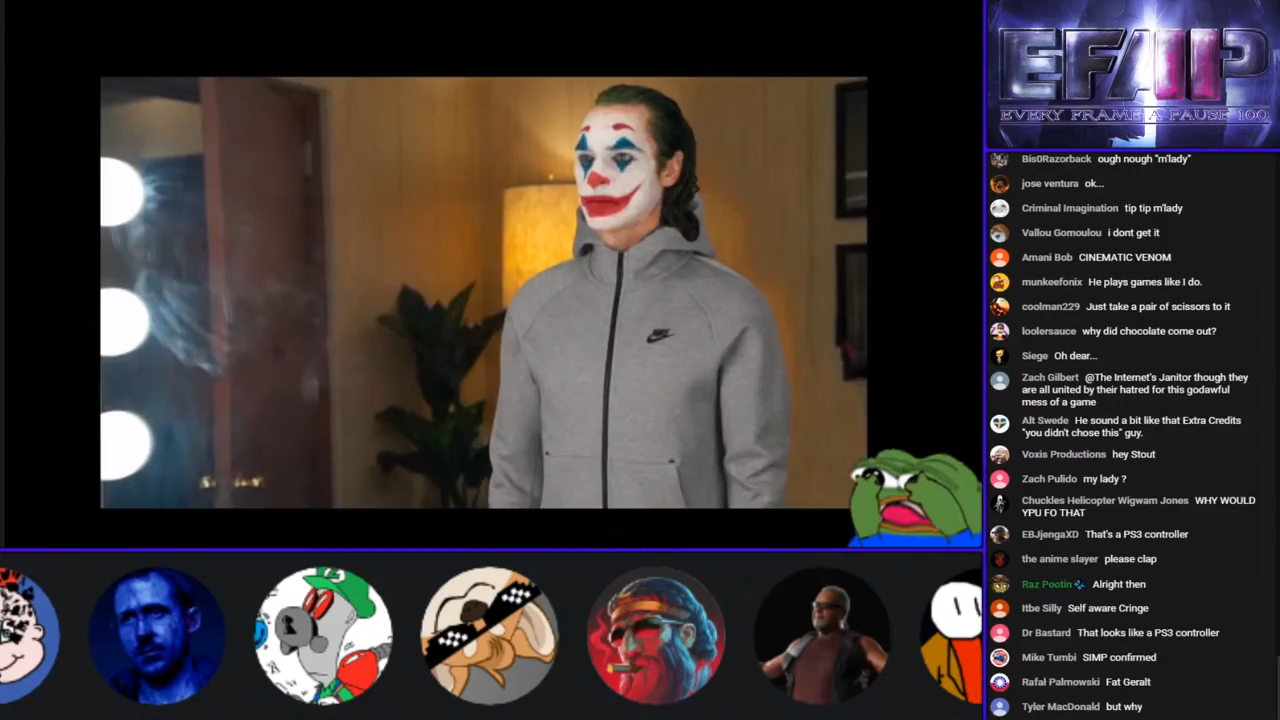 EFAP
EVERY FRAME A PAUSE 100
Bis0Razorback ough nough "m'lady"
jose ventura ok...
Criminal Imagination tip tip m'lady
Vallou Gomoulou i dont get it
Amani Bob CINEMATIC VENOM
munkeefonix He plays games like I do.
coolman229 Just take a pair of scissors to it
loolersauce why did chocolate come out?
Siege Oh dear...
Zach Gilbert @The Internet's Janitor though they
are all united by their hatred for this godawful
mess of a game
Alt Swede He sound a bit like that Extra Credits
"you didn't chose this" guy.
Voxis Productions hey Stout
Zach Pulido my lady ?
Chuckles Helicopter Wigwam Jones WHY WOULD
YPU FO THAT
EBJjengaXD That's a PS3 controller
the anime slayer please clap
Raz Pootin Alright then
Itbe Silly Self aware Cringe
Dr Bastard That looks like a PS3 controller
Mike Tumbi SIMP confirmed
Rafał Palmowski Fat Geralt
Tyler MacDonald but why